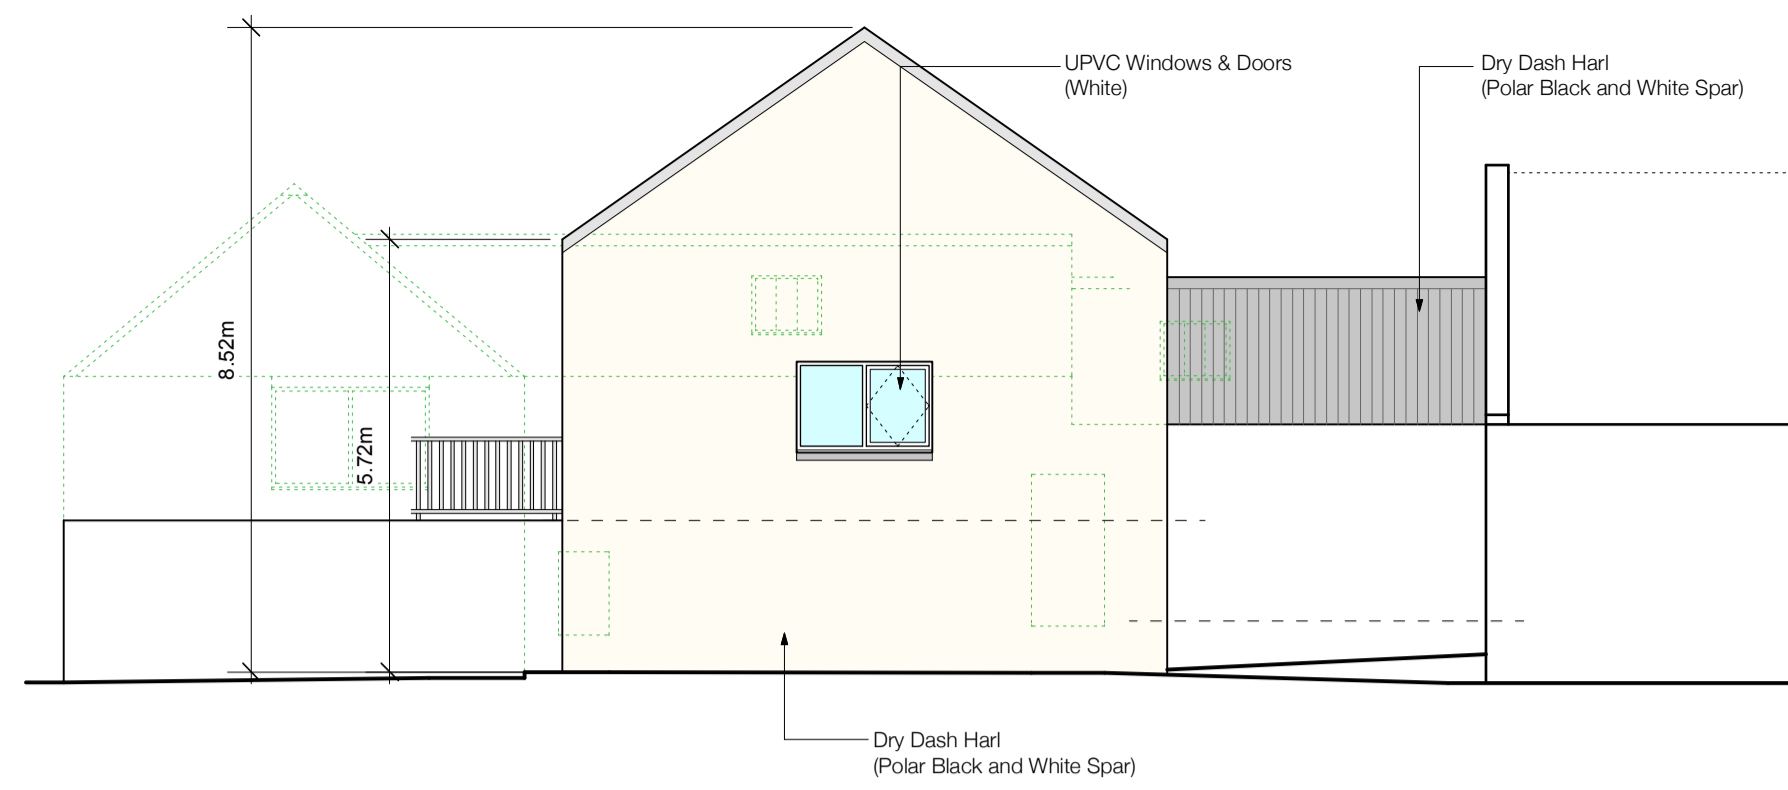 UPVC Windows & Doors
(White)
Dry Dash Harl
(Polar Black and White Spar)
8.52m
5.72m
Dry Dash Harl
(Polar Black and White Spar)